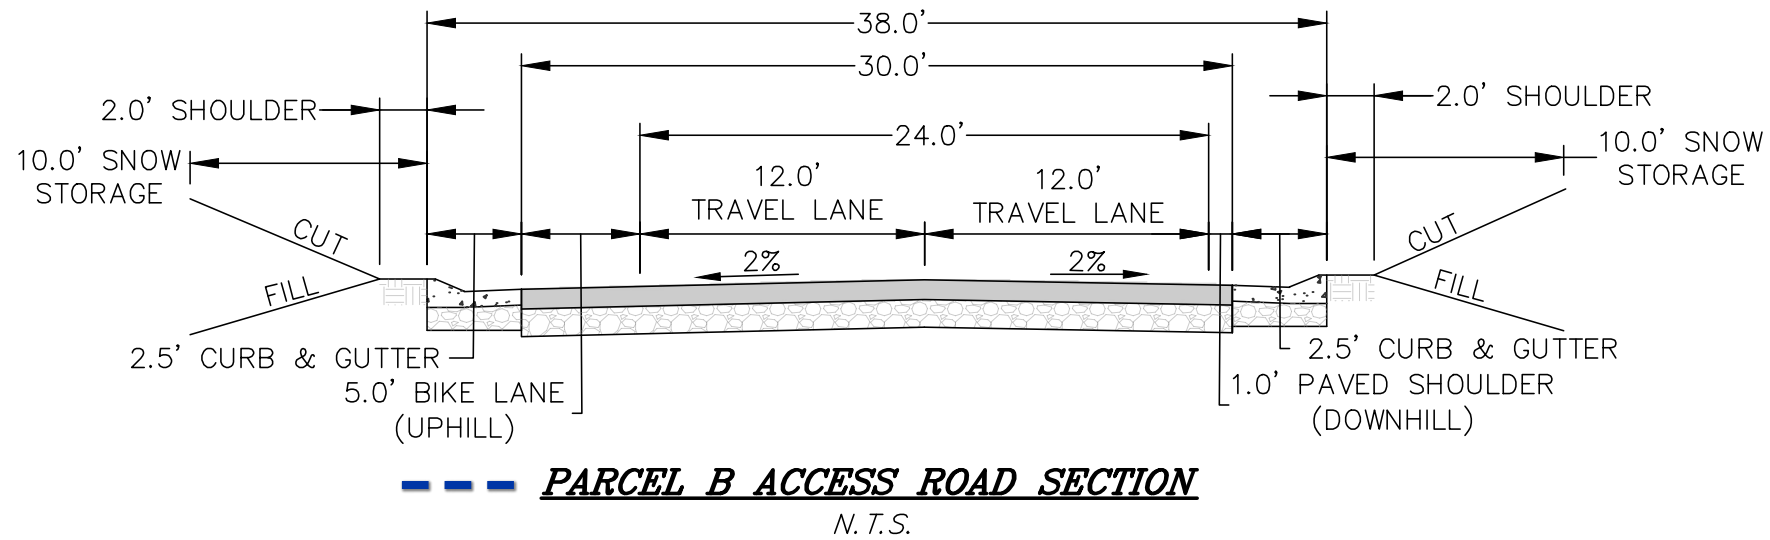 38.0'
30.0'
2.0' SHOULDER
2.0' SHOULDER
24.0'
10.0' SNOW
STORAGE
10.0' SNOW
STORAGE
12.0'
TRAVEL LANE
12.0'
TRAVEL LANE
CUT
CUT
2%
2%
FILL
FILL
2.5' CURB & GUTTER
2.5' CURB & GUTTER
5.0' BIKE LANE
(UPHILL)
1.0' PAVED SHOULDER
(DOWNHILL)
PARCEL B ACCESS ROAD SECTION
N.T.S.